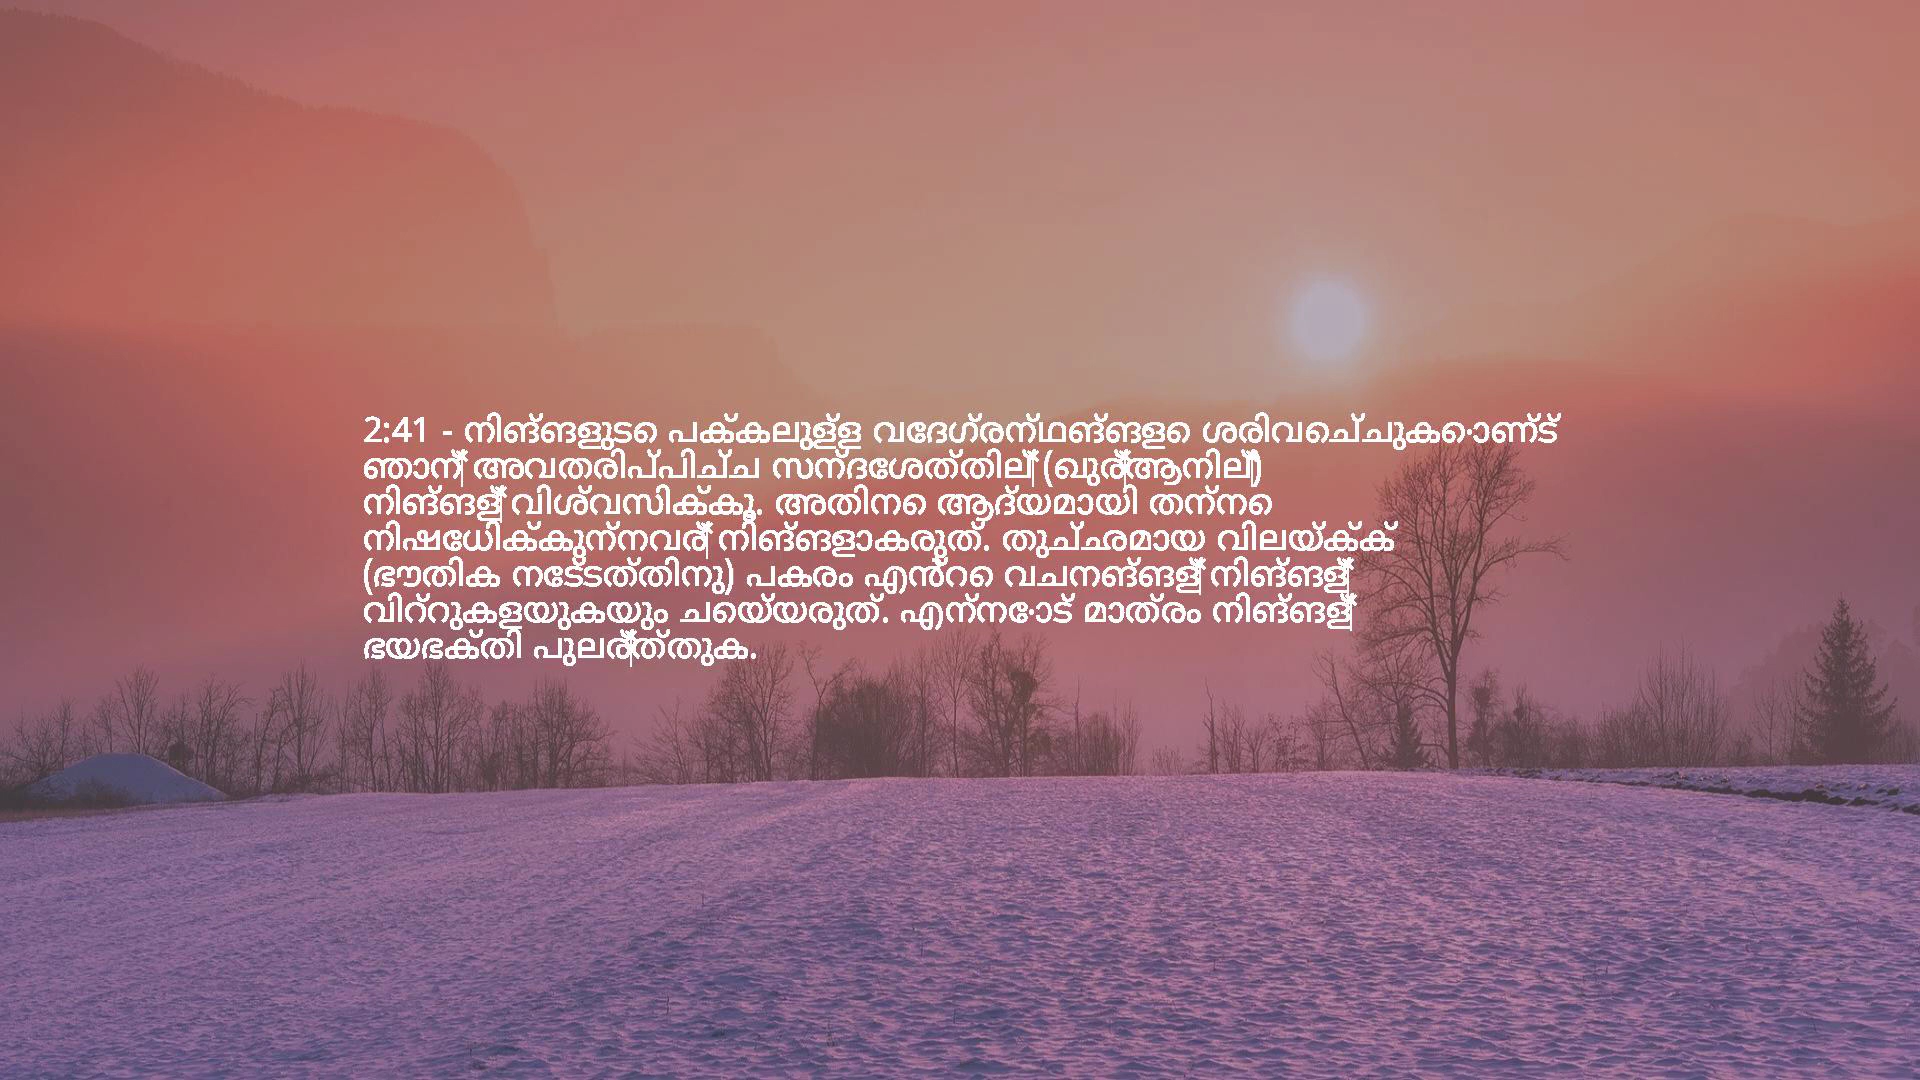 2:41 - നിങ്ങളുടെ പക്കലുള്ള വേദഗ്രന്ഥങ്ങളെ ശരിവെച്ചുകൊണ്ട്
ഞാന്‍ അവതരിപ്പിച്ച സന്ദേശത്തില്‍ (ഖുര്‍ആനില്‍)
നിങ്ങള്‍ വിശ്വസിക്കൂ. അതിനെ ആദ്യമായി തന്നെ
നിഷേധിക്കുന്നവര്‍ നിങ്ങളാകരുത്. തുച്ഛമായ വിലയ്ക്ക്
(ഭൗതിക നേട്ടത്തിനു) പകരം എൻറെ വചനങ്ങള്‍ നിങ്ങള്‍
വിറ്റുകളയുകയും ചെയ്യരുത്. എന്നോട് മാത്രം നിങ്ങള്‍
ഭയഭക്തി പുലര്‍ത്തുക.